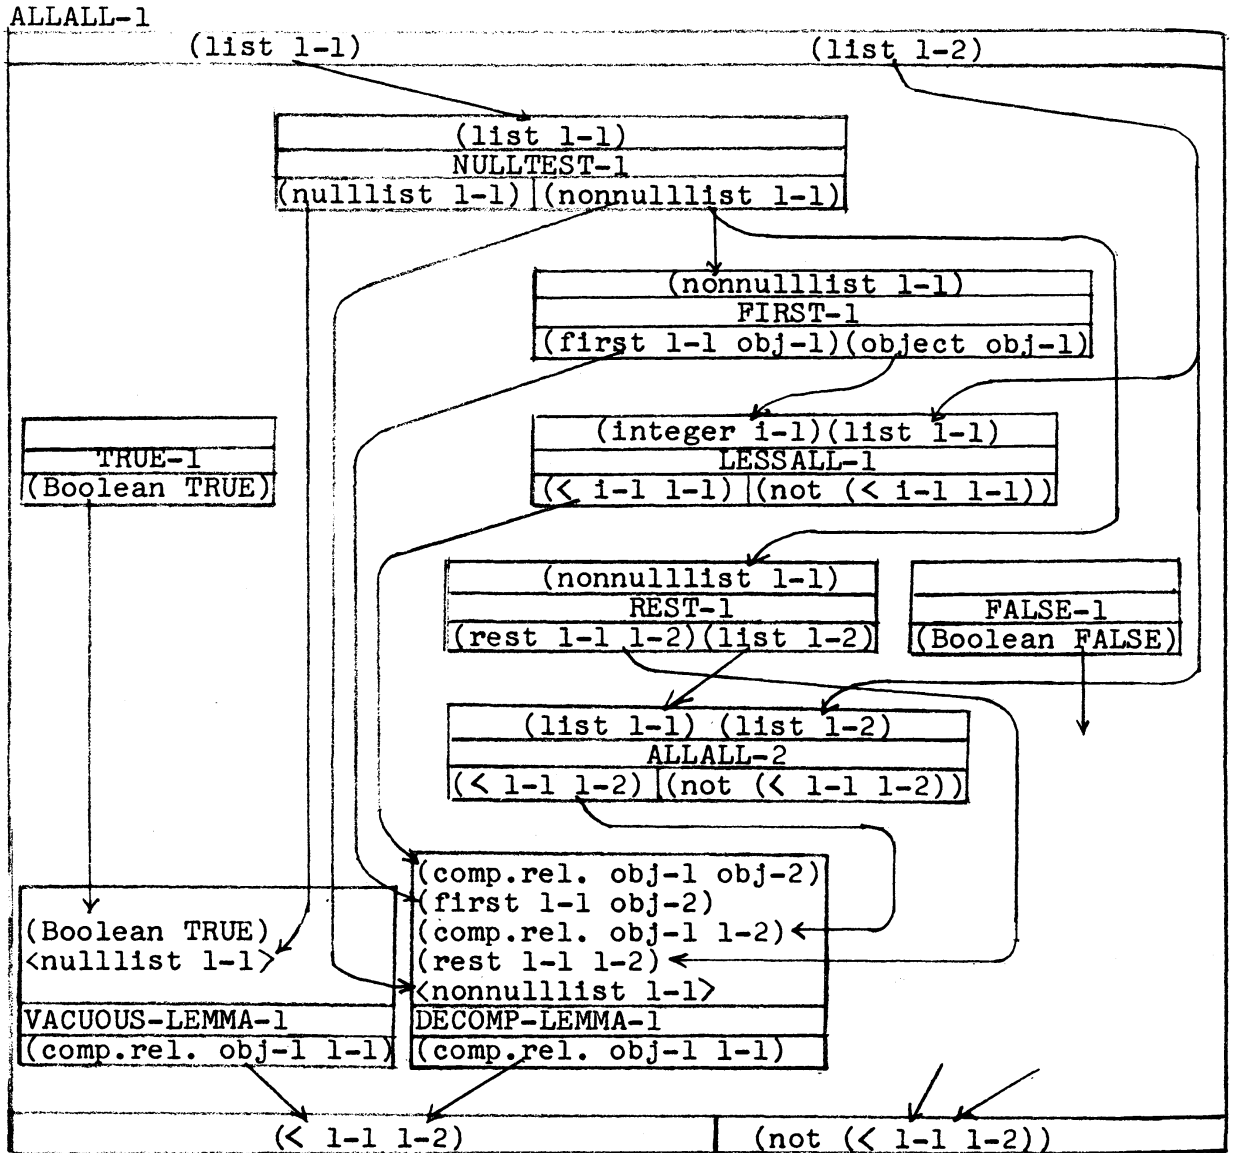 ALLALL-1
(list l-1) (list l-2)
(list l-1)
NULLTEST-1
(nulllist l-1) (nonnulllist l-1)
(nonnulllist l-1)
FIRST-1
(first l-1 obj-1)(object obj-1)
(integer i-1)(list l-1)
LESSALL-1
(< i-1 l-1) (not (< i-1 l-1))
TRUE-1
(Boolean TRUE)
(nonnulllist l-1)
REST-1
(rest l-1 l-2)(list l-2)
FALSE-1
(Boolean FALSE)
(list l-1) (list l-2)
ALLALL-2
(< l-1 l-2) (not (< l-1 l-2))
(Boolean TRUE)
<nulllist l-1>
VACUOUS-LEMMA-1
(comp.rel. obj-1 l-1)
(comp.rel. obj-1 obj-2)
(first l-1 obj-2)
(comp.rel. obj-1 l-2)
(rest l-1 l-2)
<nonnulllist l-1>
DECOMP-LEMMA-1
(comp.rel. obj-1 l-1)
(< l-1 l-2) (not (< l-1 l-2))